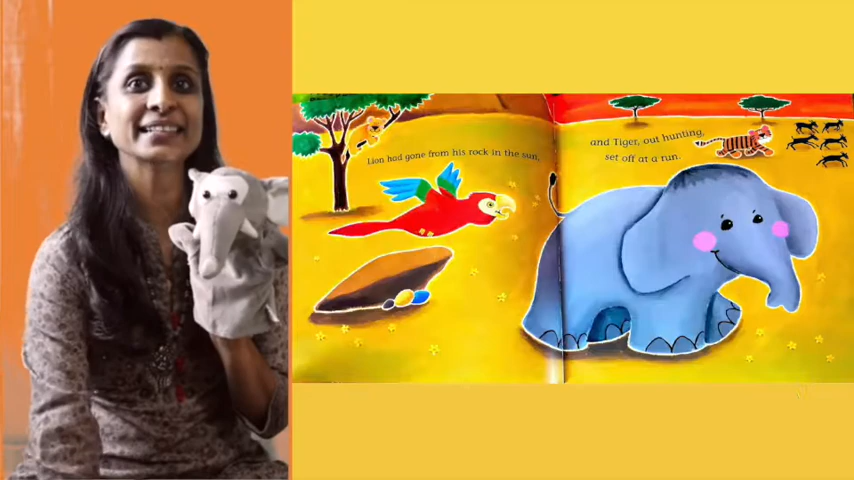 Lion had gone from his rock in the sun,
and Tiger, out hunting,
set off at a run.